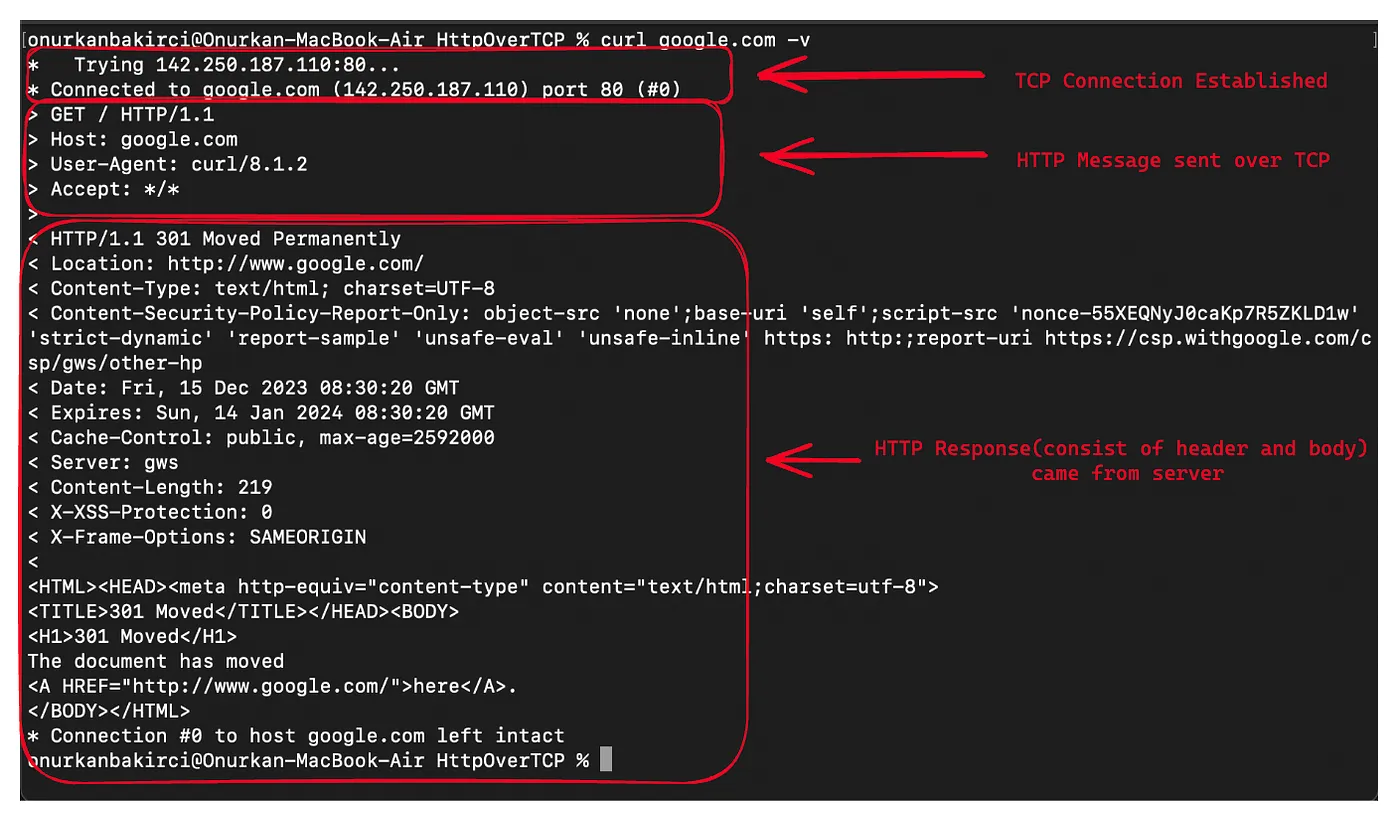 [onurkanbakirci@Onurkan-MacBook-Air HttpOverTCP % curl google.com -v ]
*   Trying 142.250.187.110:80...
TCP Connection Established
* Connected to google.com (142.250.187.110) port 80 (#0)
> GET / HTTP/1.1
> Host: google.com
HTTP Message sent over TCP
> User-Agent: curl/8.1.2
> Accept: */*
>
< HTTP/1.1 301 Moved Permanently
< Location: http://www.google.com/
< Content-Type: text/html; charset=UTF-8
< Content-Security-Policy-Report-Only: object-src 'none';base-uri 'self';script-src 'nonce-55XEQNyJ0caKp7R5ZKLD1w'
'strict-dynamic' 'report-sample' 'unsafe-eval' 'unsafe-inline' https: http:;report-uri https://csp.withgoogle.com/c
sp/gws/other-hp
< Date: Fri, 15 Dec 2023 08:30:20 GMT
< Expires: Sun, 14 Jan 2024 08:30:20 GMT
< Cache-Control: public, max-age=2592000
< Server: gws
< Content-Length: 219
< X-XSS-Protection: 0
< X-Frame-Options: SAMEORIGIN
<
HTTP Response(consist of header and body)
came from server
<HTML><HEAD><meta http-equiv="content-type" content="text/html;charset=utf-8">
<TITLE>301 Moved</TITLE></HEAD><BODY>
<H1>301 Moved</H1>
The document has moved
<A HREF="http://www.google.com/">here</A>.
</BODY></HTML>
* Connection #0 to host google.com left intact
onurkanbakirci@Onurkan-MacBook-Air HttpOverTCP %